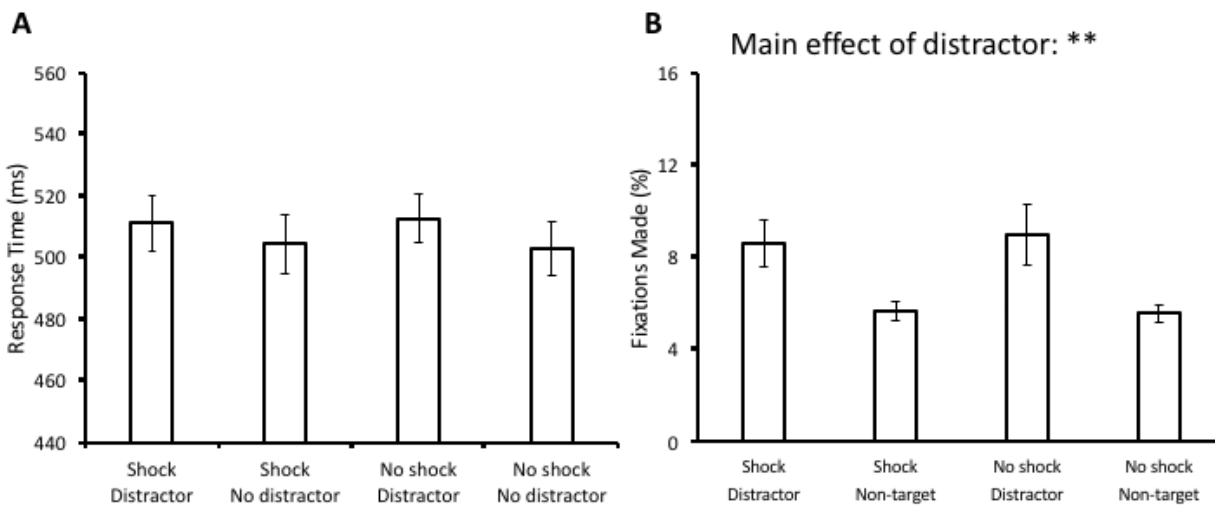 A
Response Time (ms)
560
540
520
500
480
460
440
Shock
Distractor
Shock
No distractor
No shock
Distractor
No shock
No distractor
B
Main effect of distractor: **
Fixations Made (%)
16
12
8
4
0
Shock
Distractor
Shock
Non-target
No shock
Distractor
No shock
Non-target